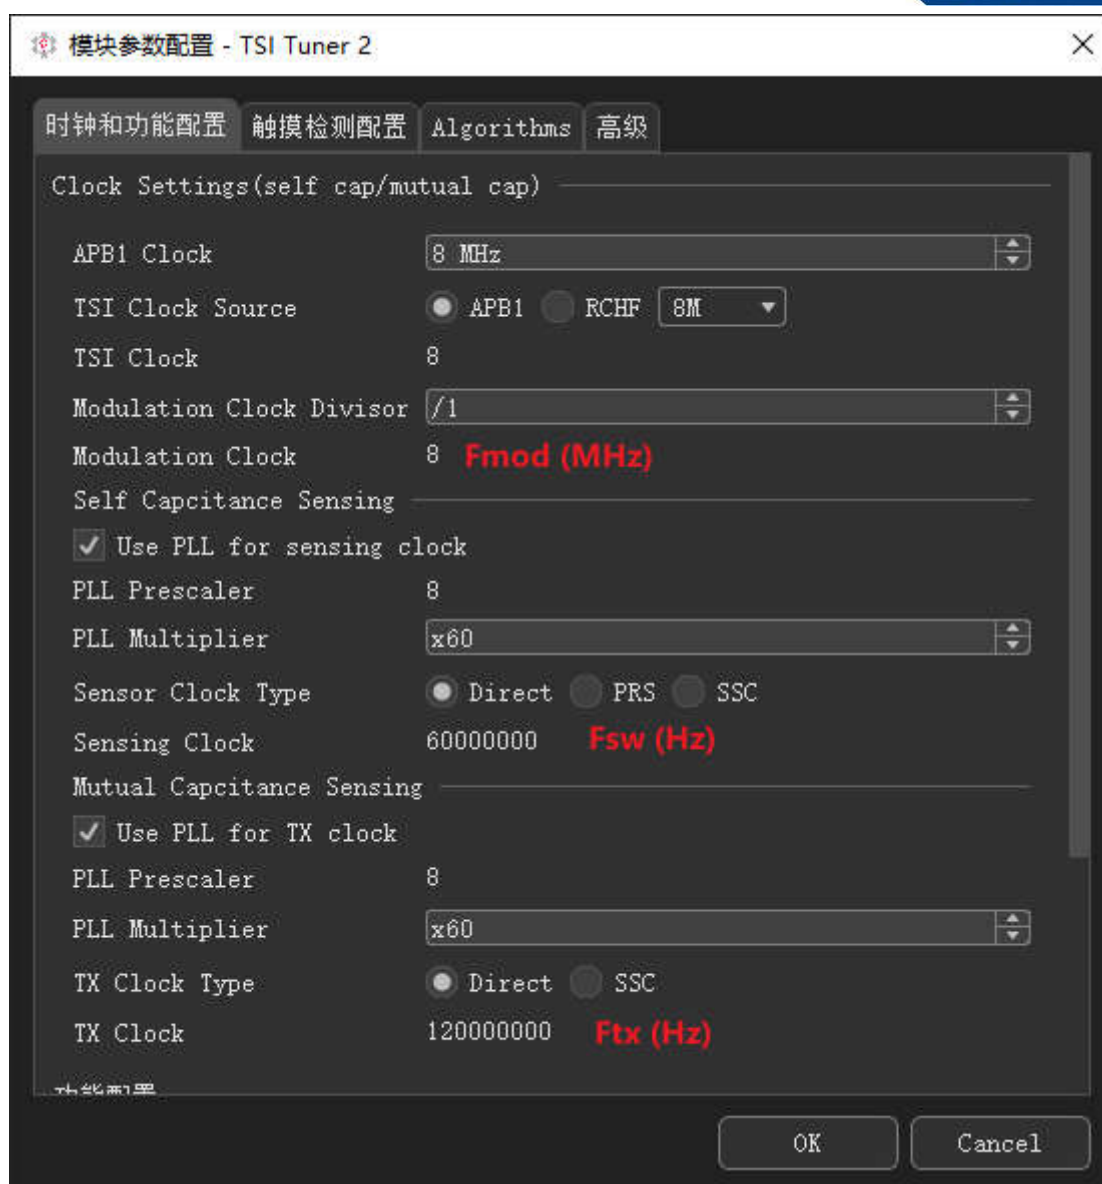 模块参数配置 - TSI Tuner 2
时钟和功能配置 触摸检测配置 Algorithms 高级
Clock Settings(self cap/mutual cap)
APB1 Clock 8 MHz
TSI Clock Source APB1 RCHF 8M
TSI Clock 8
Modulation Clock Divisor /1
Modulation Clock 8 Fmod (MHz)
Self Capcitance Sensing
Use PLL for sensing clock
PLL Prescaler 8
PLL Multiplier x60
Sensor Clock Type Direct PRS SSC
Sensing Clock 60000000 Fsw (Hz)
Mutual Capcitance Sensing
Use PLL for TX clock
PLL Prescaler 8
PLL Multiplier x60
TX Clock Type Direct SSC
TX Clock 120000000 Ftx (Hz)
功能配置
OK Cancel